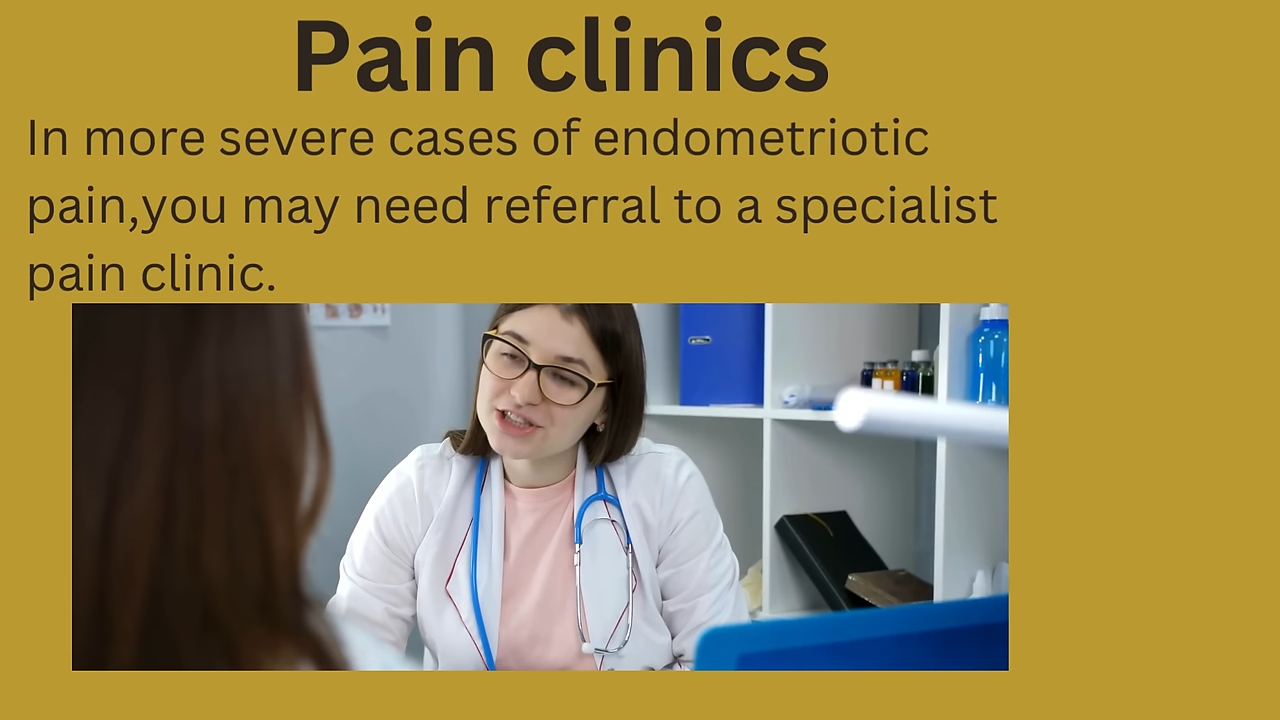 Pain clinics
In more severe cases of endometriotic
pain,you may need referral to a specialist
pain clinic.